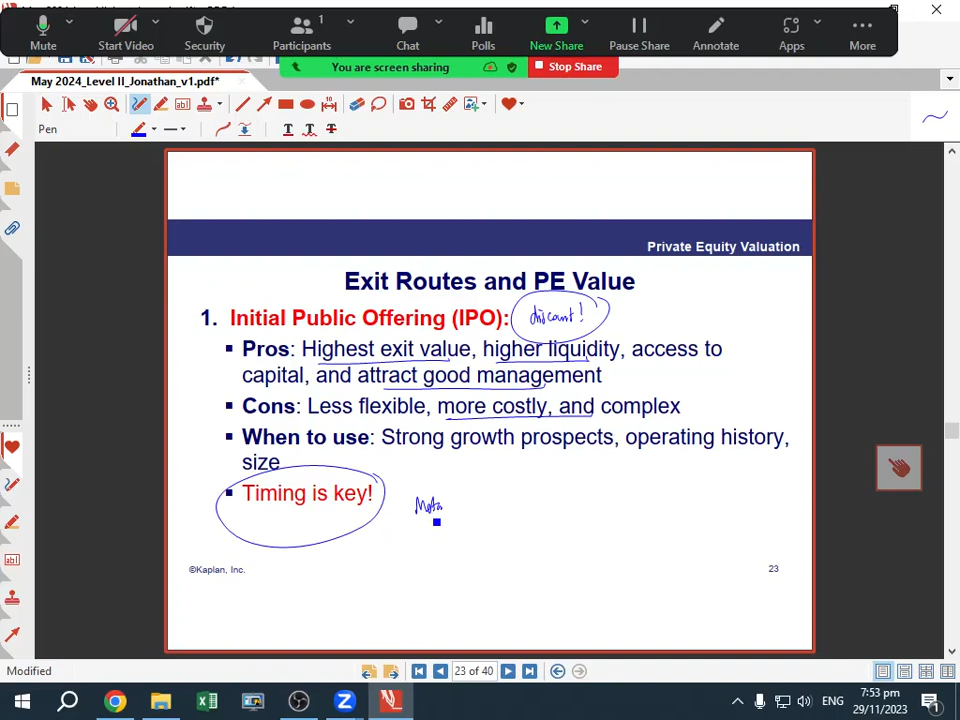 1
Mute
Start Video
Security
Participants
Chat
Polls
New Share
Pause Share
Annotate
Apps
More
You are screen sharing
Stop Share
May 2024_Level II_Jonathan_v1.pdf*
Pen
Private Equity Valuation
Exit Routes and PE Value
1. Initial Public Offering (IPO): discount!
▪ Pros: Highest exit value, higher liquidity, access to
capital, and attract good management
▪ Cons: Less flexible, more costly, and complex
▪ When to use: Strong growth prospects, operating history,
size
▪ Timing is key!
Meta
©Kaplan, Inc.
23
Modified
23 of 40
ENG
7:53 pm
29/11/2023
1